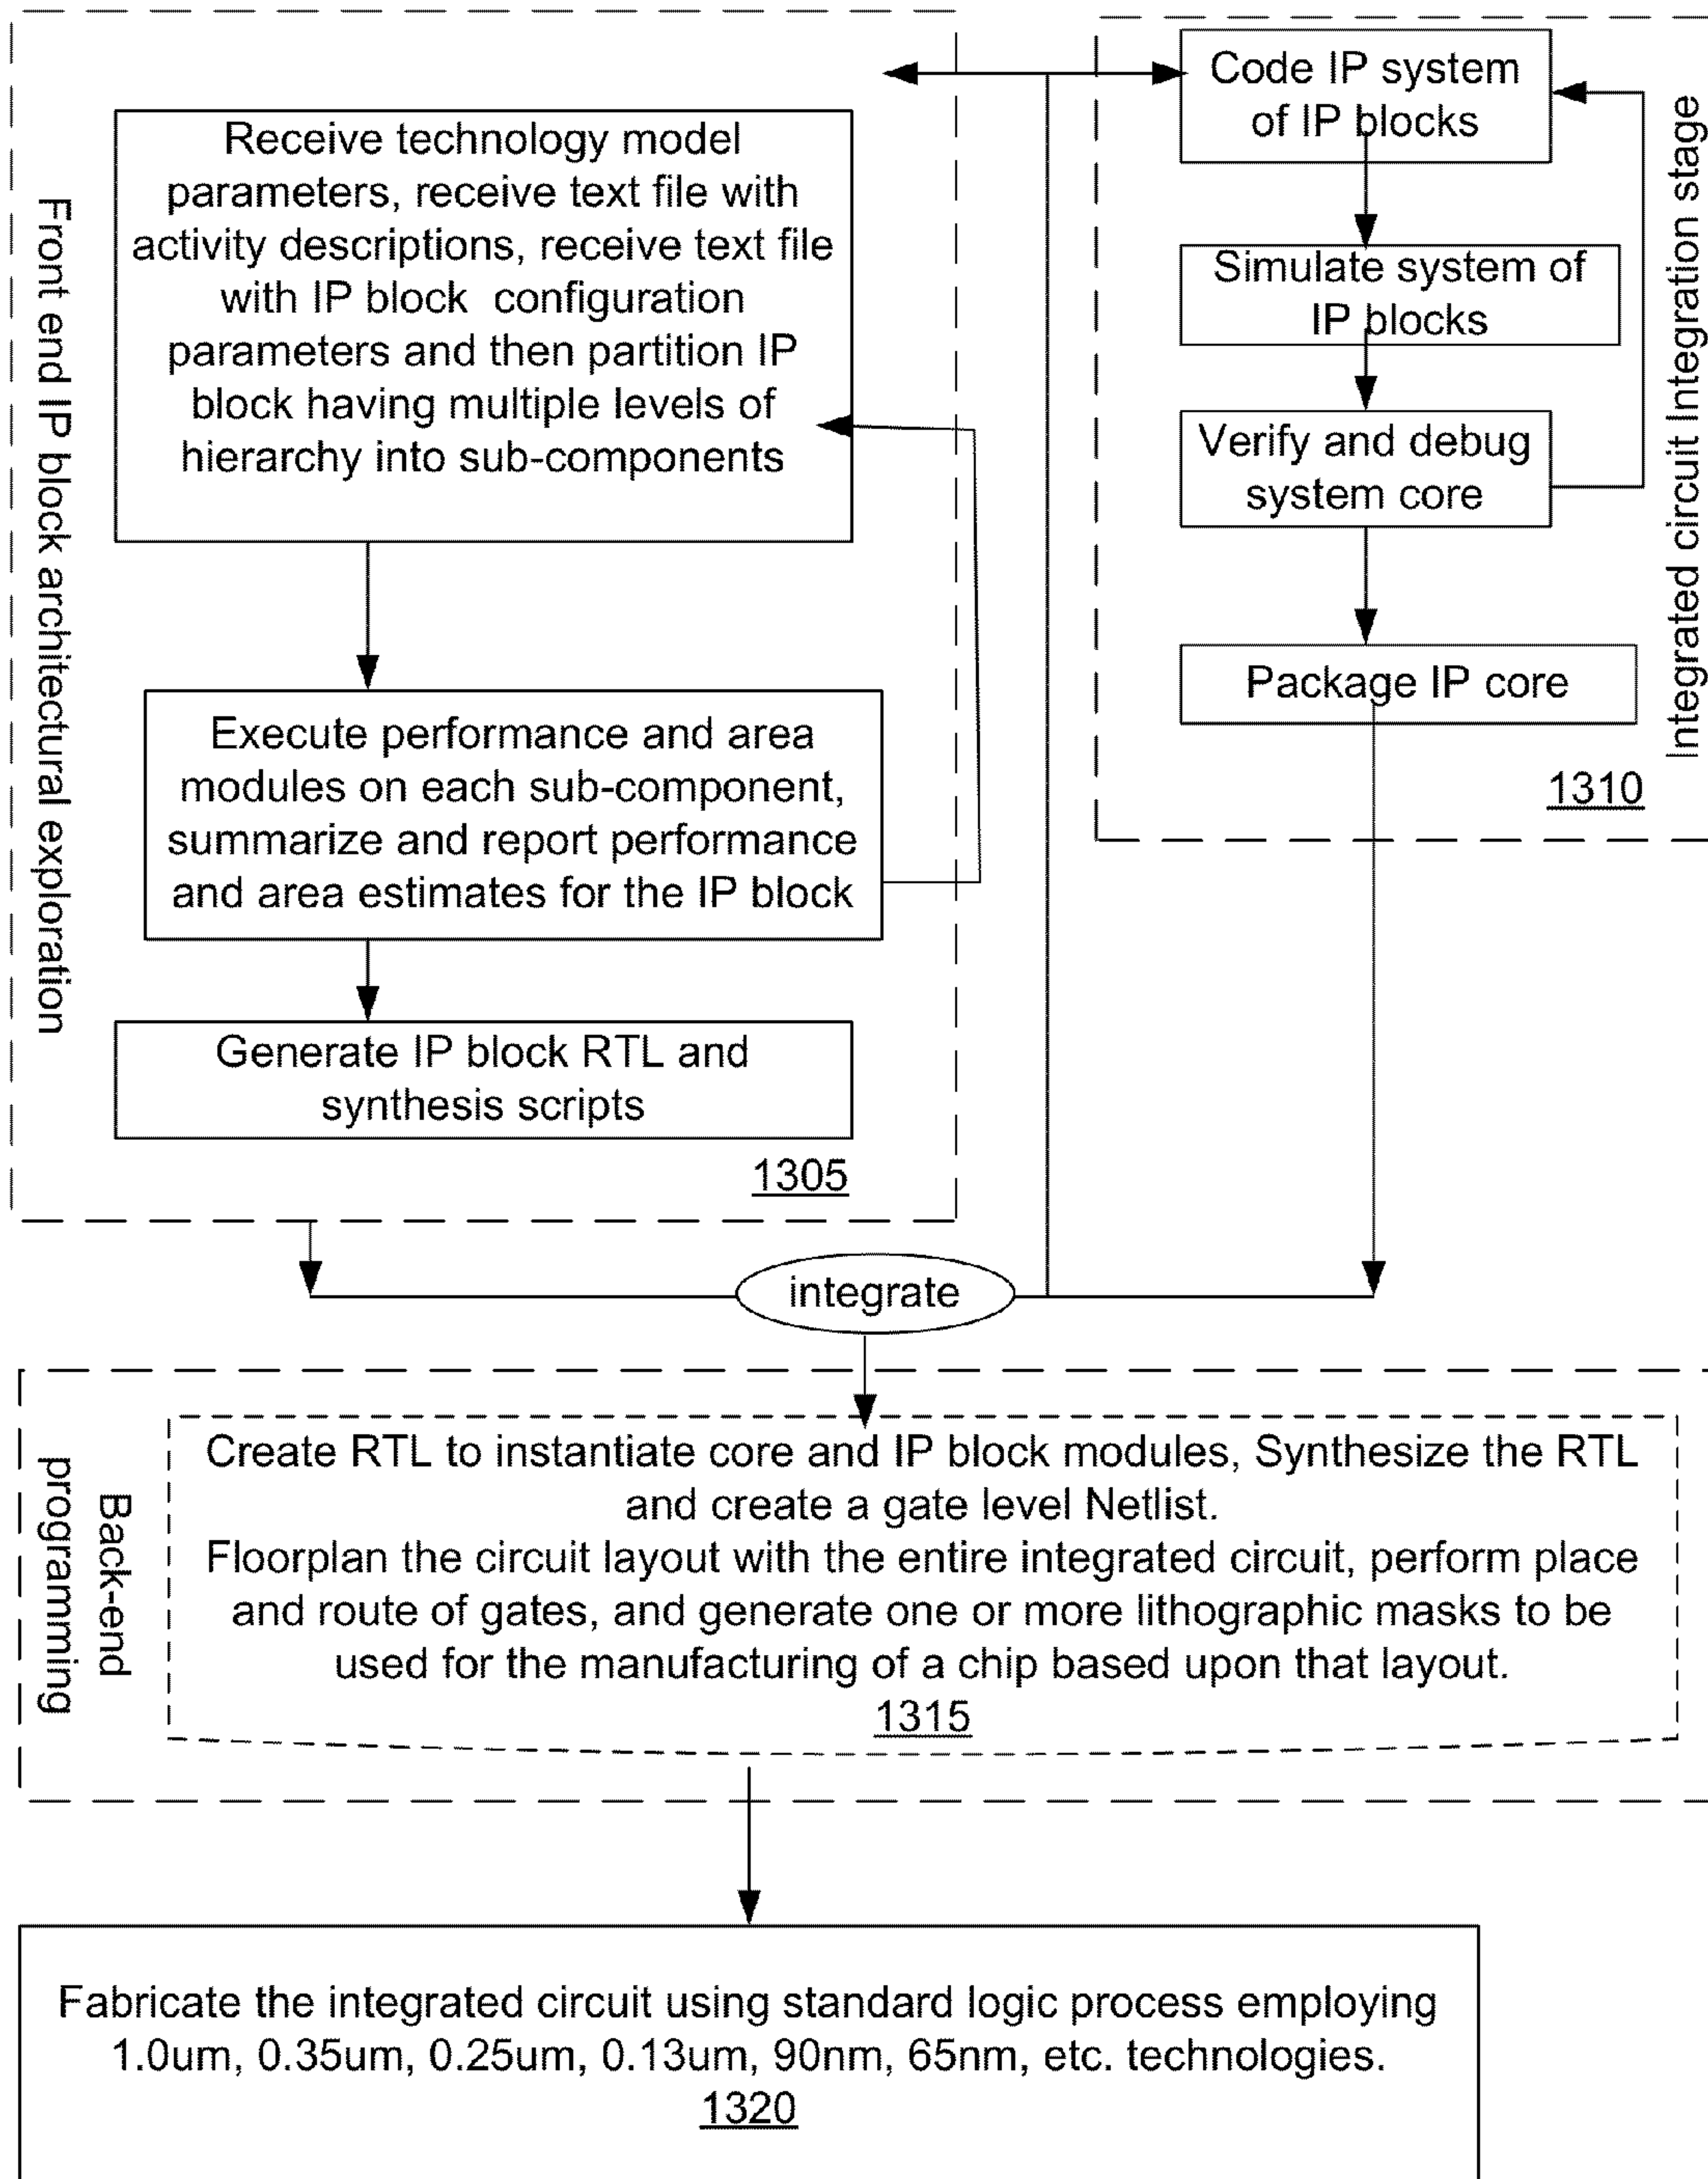 Front end IP block architectural exploration
Receive technology model
parameters, receive text file with
activity descriptions, receive text file
with IP block configuration
parameters and then partition IP
block having multiple levels of
hierarchy into sub-components
Execute performance and area
modules on each sub-component,
summarize and report performance
and area estimates for the IP block
Generate IP block RTL and
synthesis scripts
1305
Integrated circuit Integration stage
Code IP system
of IP blocks
Simulate system of
IP blocks
Verify and debug
system core
Package IP core
1310
integrate
Back-end
programming
Create RTL to instantiate core and IP block modules, Synthesize the RTL
and create a gate level Netlist.
Floorplan the circuit layout with the entire integrated circuit, perform place
and route of gates, and generate one or more lithographic masks to be
used for the manufacturing of a chip based upon that layout.
1315
Fabricate the integrated circuit using standard logic process employing
1.0um, 0.35um, 0.25um, 0.13um, 90nm, 65nm, etc. technologies.
1320